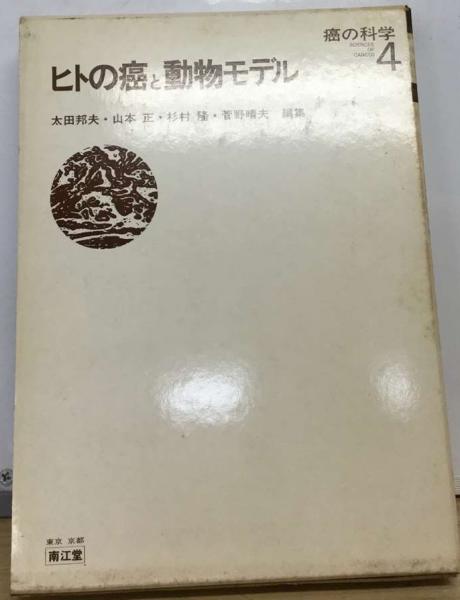 癌の科学
SCIENCES
OF
CANCER
4
ヒトの癌と動物モデル
太田邦夫・山本 正・杉村 隆・菅野晴夫 編集
東京 京都
南江堂